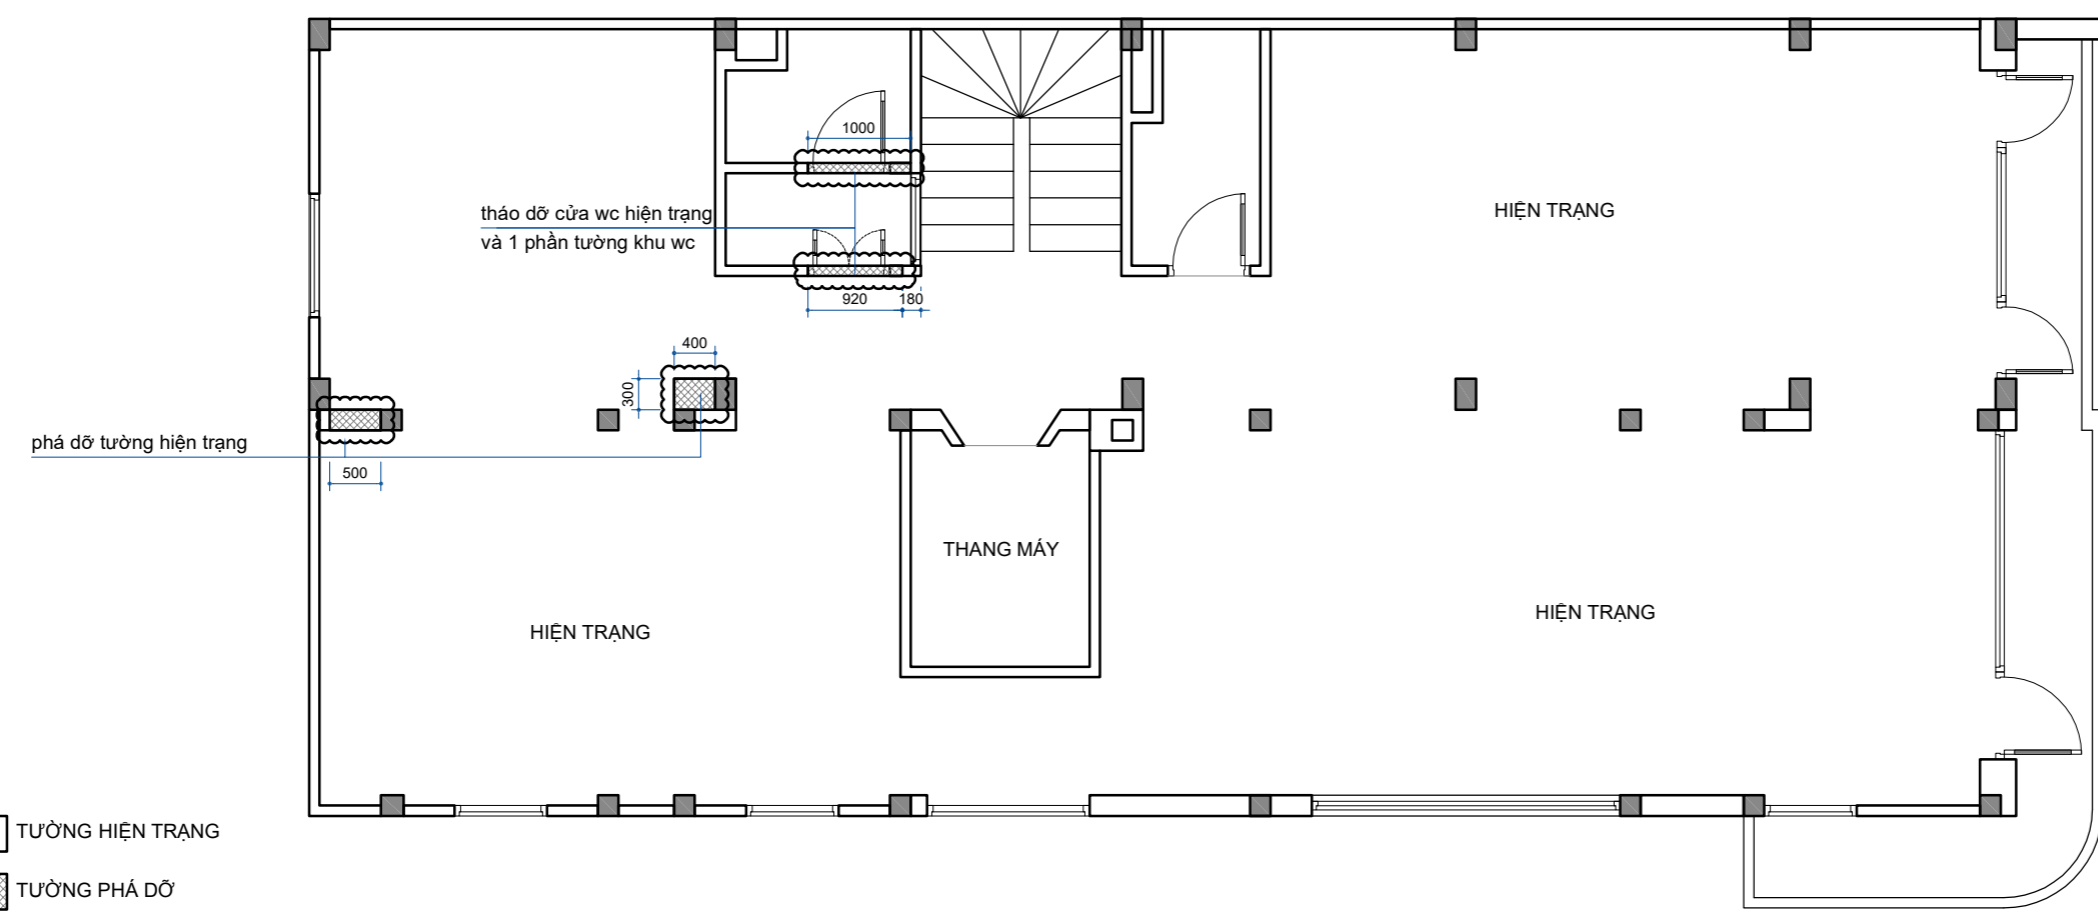 1000
tháo dỡ cửa wc hiện trạng
và 1 phần tường khu wc
HIỆN TRẠNG
920
180
400
300
phá dỡ tường hiện trạng
500
THANG MÁY
HIỆN TRẠNG
HIỆN TRẠNG
TƯỜNG HIỆN TRẠNG
TƯỜNG PHÁ DỠ